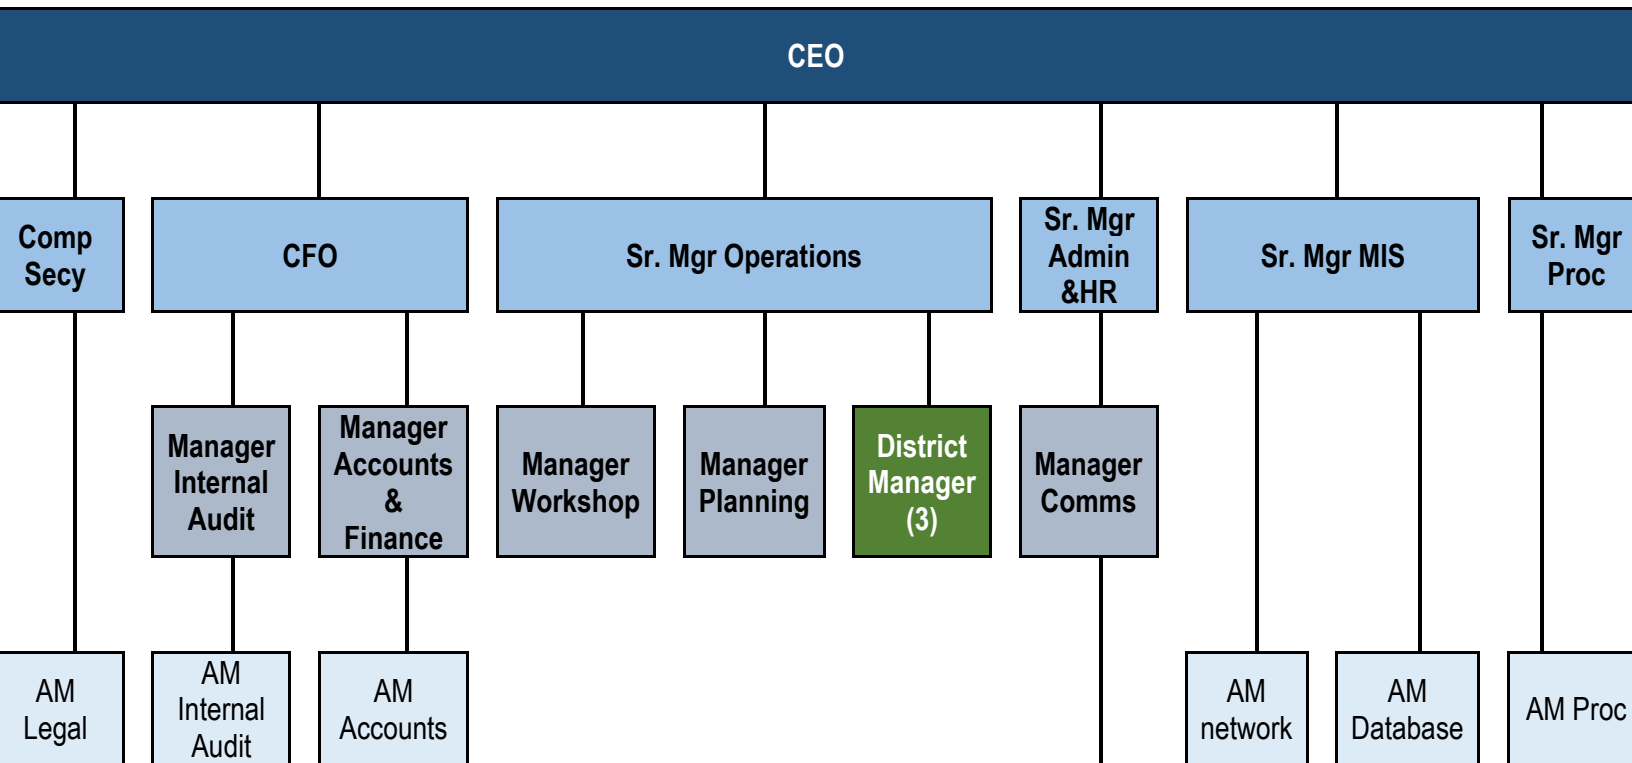 CEO
Comp
Secy
CFO
Sr. Mgr Operations
Sr. Mgr
Admin
&HR
Sr. Mgr MIS
Sr. Mgr
Proc
Manager
Internal
Audit
Manager
Accounts
&
Finance
Manager
Workshop
Manager
Planning
District
Manager
(3)
Manager
Comms
AM
Legal
AM
Internal
Audit
AM
Accounts
AM
network
AM
Database
AM Proc